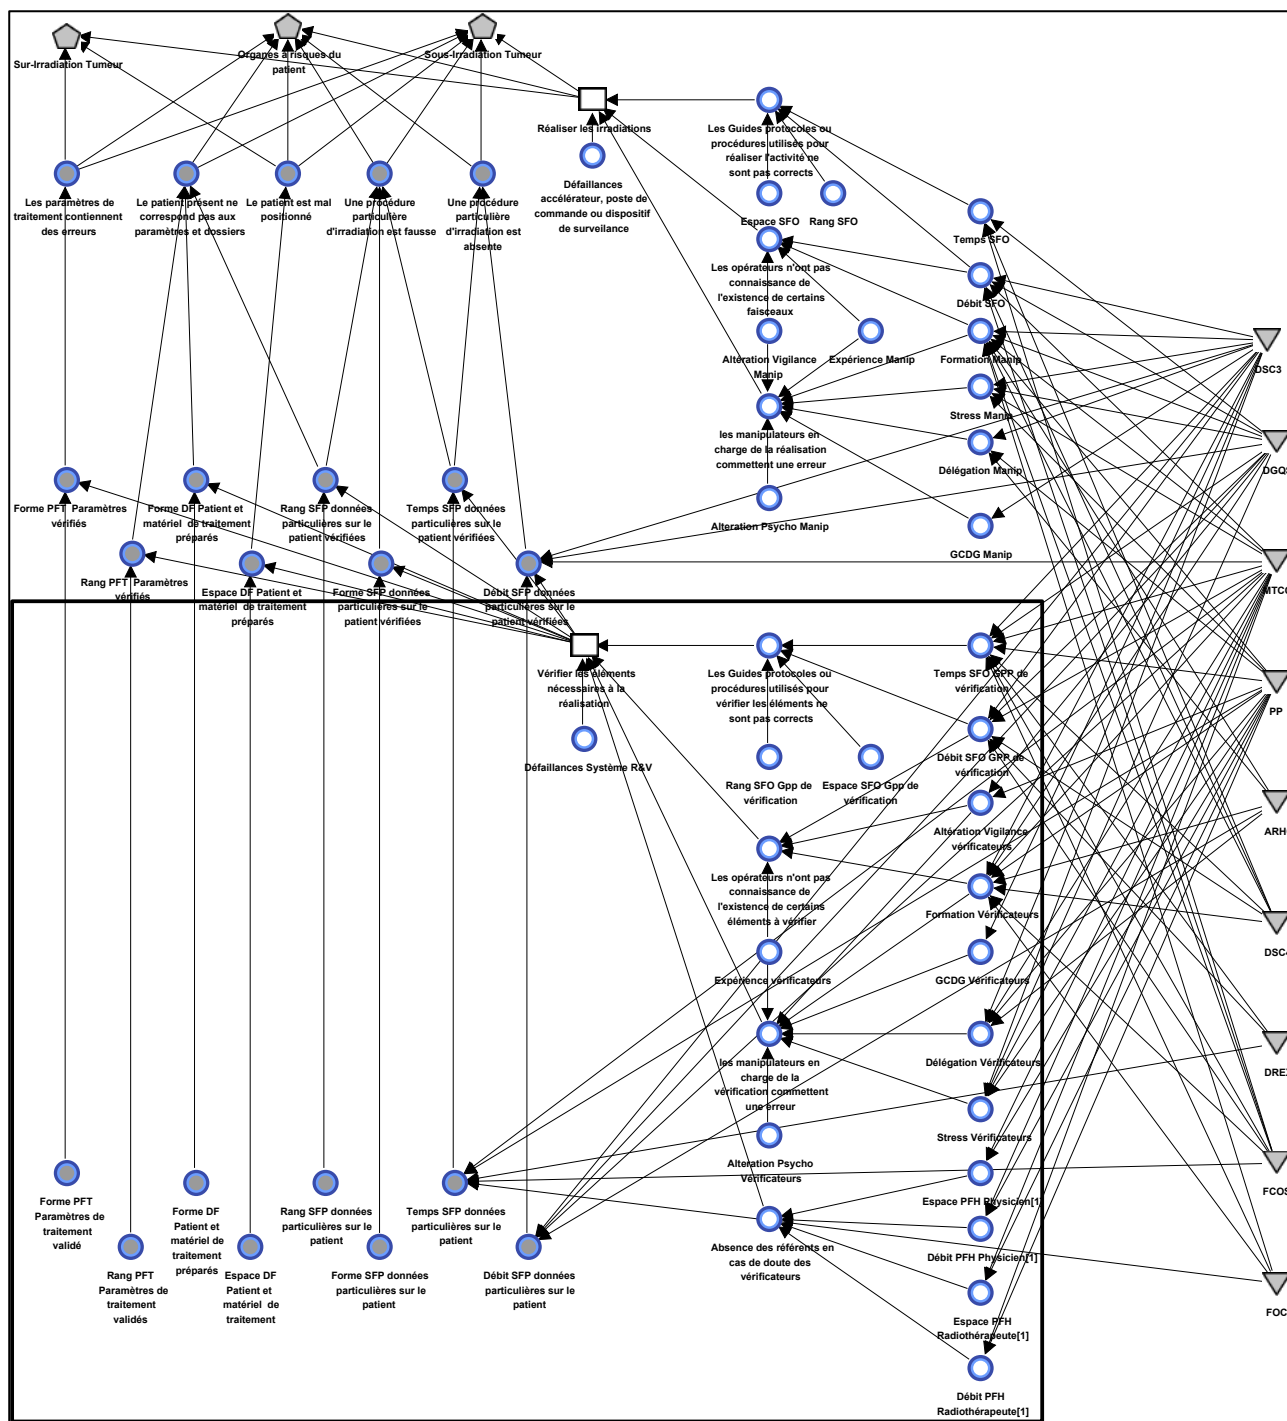 Sur-Irradiation Tumeur
Organes à risques du
patient
Sous-Irradiation Tumeur
Réaliser les irradiations
Défaillances
accélérateur, poste de
commande ou dispositif
de surveilance
Les Guides protocoles ou
procédures utilisés pour
réaliser l'activité ne
sont pas corrects
Espace SFO
Rang SFO
Les paramètres de
traitement contiennent
des erreurs
Le patient présent ne
correspond pas aux
paramètres et dossiers
Le patient est mal
positionné
Une procédure
particulière
d'irradiation est fausse
Une procédure
particulière
d'irradiation est
absente
Temps SFO
Les opérateurs n'ont pas
connaissance de
l'existence de certains
faisceaux
Débit SFO
Altération Vigilance
Manip
Expérience Manip
Formation Manip
DSC3
Stress Manip
les manipulateurs en
charge de la réalisation
commettent une erreur
Délégation Manip
Alteration Psycho Manip
GCDG Manip
Forme PFT  Paramètres
vérifiés
Forme DF Patient et
matériel  de traitement
préparés
Rang SFP données
particulières sur le
patient vérifiées
Temps SFP données
particulières sur le
patient vérifiées
Rang PFT  Paramètres
vérifiés
Espace DF Patient et
matériel  de traitement
préparés
Forme SFP données
particulières sur le
patient vérifiées
Débit SFP données
particulières sur le
patient vérifiées
Vérifier les éléments
nécessaires à la
réalisation
Défaillances Système R&V
Les Guides protocoles ou
procédures utilisés pour
vérifier les éléments ne
sont pas corrects
Temps SFO GPP de
vérification
PP
Rang SFO Gpp de
vérification
Espace SFO Gpp de
vérification
Débit SFO GPP de
vérification
Altération Vigilance
vérificateurs
ARH
Les opérateurs n'ont pas
connaissance de
l'existence de certains
éléments à vérifier
Formation Vérificateurs
Expérience vérificateurs
GCDG Vérificateurs
les manipulateurs en
charge de la
vérification commettent
une erreur
Délégation Vérificateurs
Stress Vérificateurs
Alteration Psycho
Vérificateurs
Espace PFH Physicien[1]
FCOS
Absence des référents en
cas de doute des
vérificateurs
Débit PFH Physicien[1]
Espace PFH
Radiothérapeute[1]
Débit PFH
Radiothérapeute[1]
Forme PFT
Paramètres de
traitement
validé
Forme DF
Patient et
matériel de
traitement
préparés
Rang SFP données
particulières sur le
patient
Temps SFP données
particulières sur le
patient
Rang PFT
Paramètres de
traitement
validés
Espace DF
Patient et
matériel  de
traitement
Forme SFP données
particulières sur le
patient
Débit SFP données
particulières sur le
patient